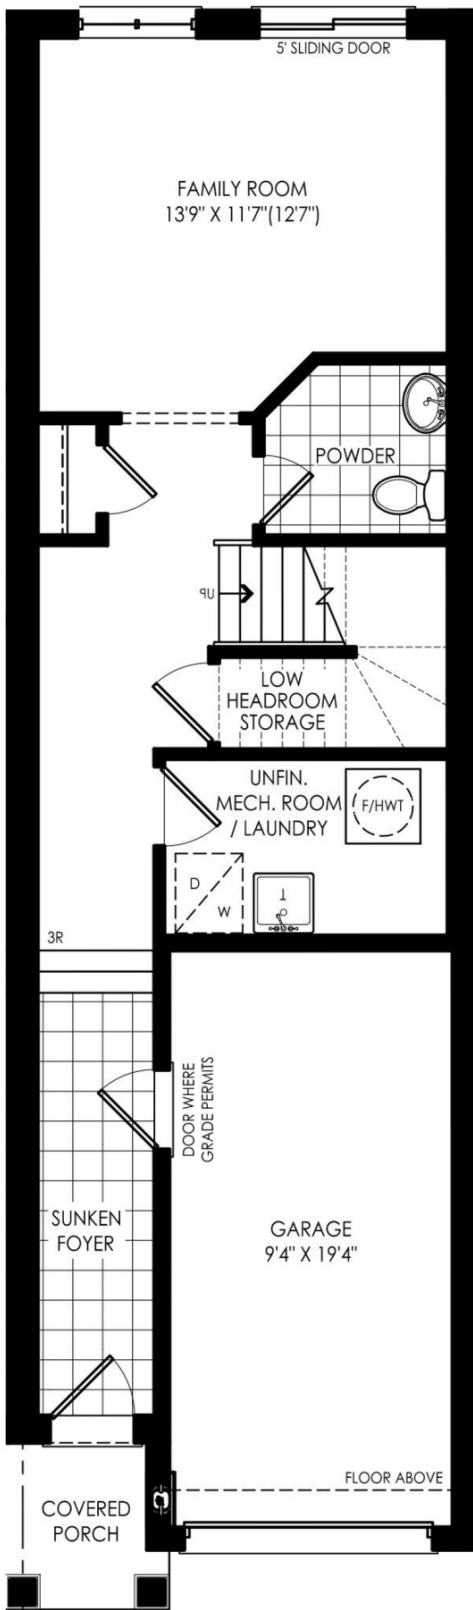 5' SLIDING DOOR
FAMILY ROOM
13'9" X 11'7"(12'7")
POWDER
UP
LOW
HEADROOM
STORAGE
UNFIN.
MECH. ROOM
/ LAUNDRY
F/HWT
D
W
T
3R
DOOR WHERE
GRADE PERMITS
SUNKEN
FOYER
GARAGE
9'4" X 19'4"
FLOOR ABOVE
COVERED
PORCH